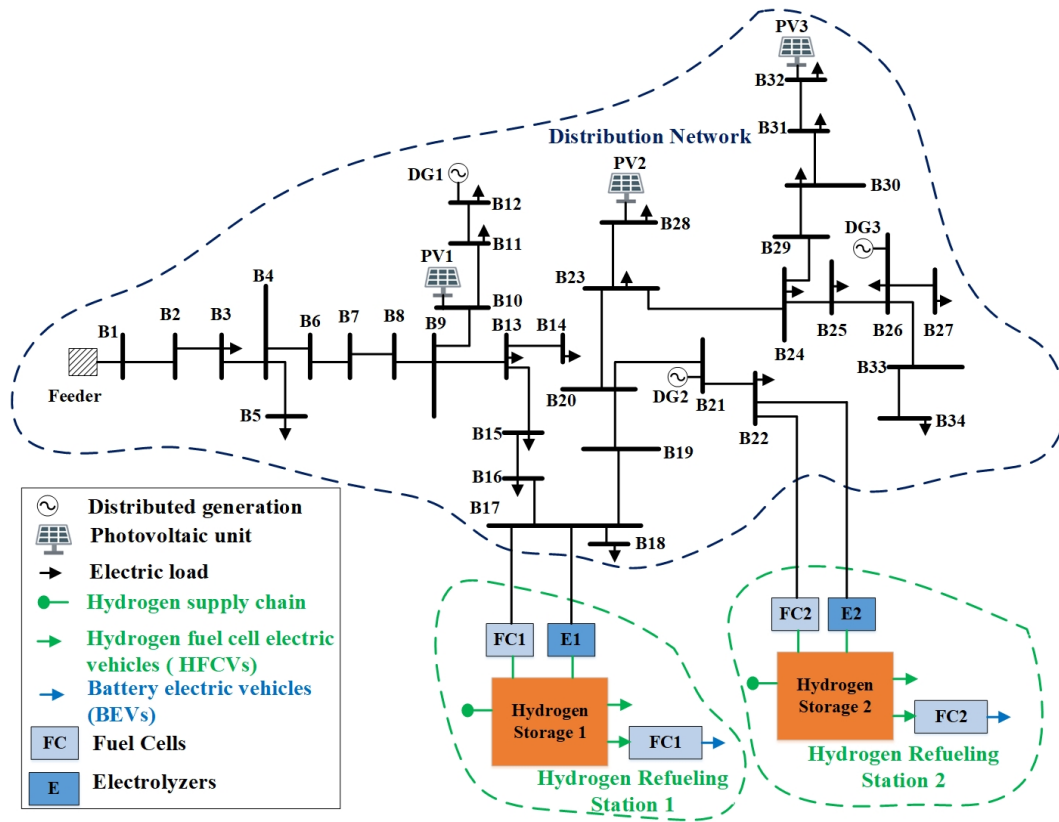 PV3
B32
B31
Distribution Network
PV2
DG1
B12
B30
B28
B11
B29
DG3
PV1
B4
B23
B10
B1
B2
B3
B6
B7
B8
B9
B13
B14
B25
B26
B27
B24
B33
Feeder
DG2
B21
B20
B5
B22
B34
B15
B19
B16
B17
B18
Distributed generation
Photovoltaic unit
Electric load
Hydrogen supply chain
Hydrogen fuel cell electric
vehicles ( HFCVs)
Battery electric vehicles
(BEVs)
FC
Fuel Cells
E
Electrolyzers
FC1
E1
Hydrogen
Storage 1
FC1
Hydrogen Refueling
Station 1
FC2
E2
Hydrogen
Storage 2
FC2
Hydrogen Refueling
Station 2